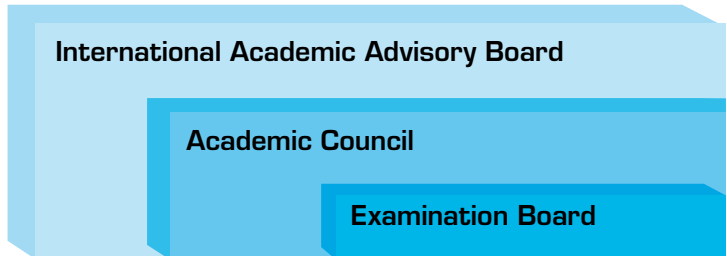 International Academic Advisory Board
Academic Council
Examination Board